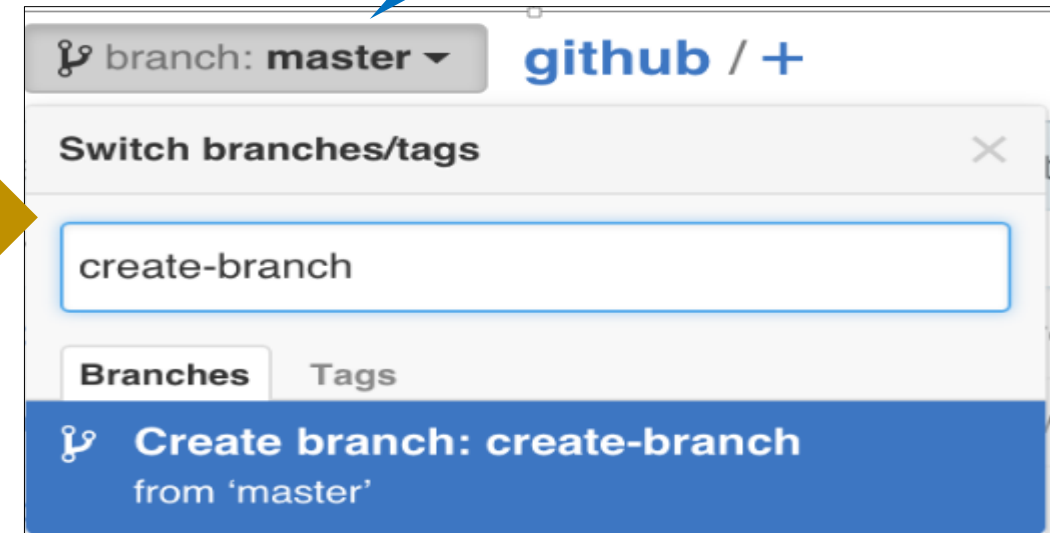 branch: master github / +
Switch branches/tags
create-branch
Branches Tags
Create branch: create-branch
from ‘master’